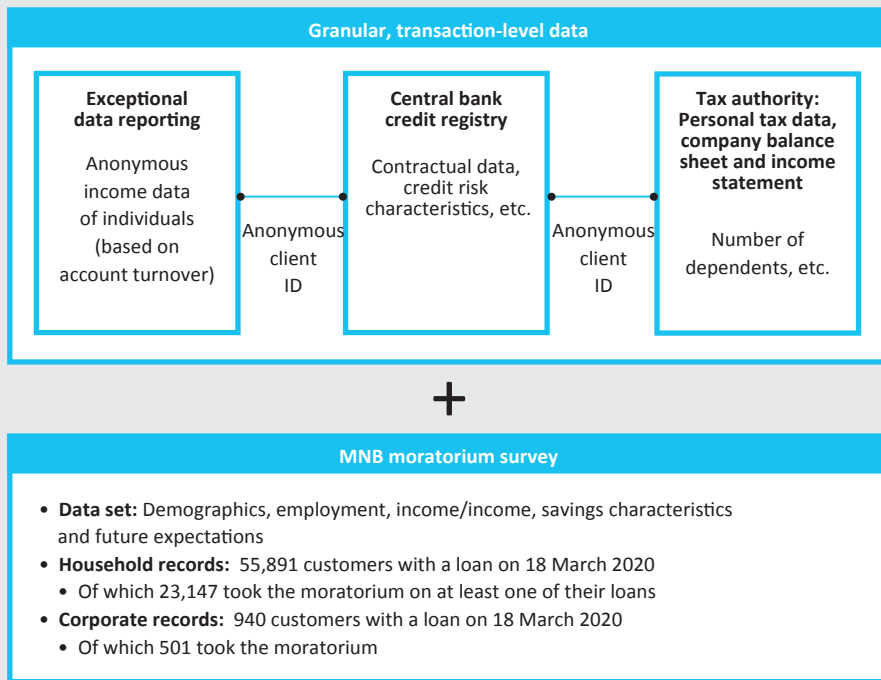 Granular, transaction-level data
Exceptional
data reporting
Anonymous
income data
of individuals
(based on
account turnover)
Anonymous
client
ID
Central bank
credit registry
Contractual data,
credit risk
characteristics, etc.
Anonymous
client
ID
Tax authority:
Personal tax data,
company balance
sheet and income
statement
Number of
dependents, etc.
+
MNB moratorium survey
• Data set: Demographics, employment, income/income, savings characteristics
and future expectations
• Household records: 55,891 customers with a loan on 18 March 2020
• Of which 23,147 took the moratorium on at least one of their loans
• Corporate records: 940 customers with a loan on 18 March 2020
• Of which 501 took the moratorium